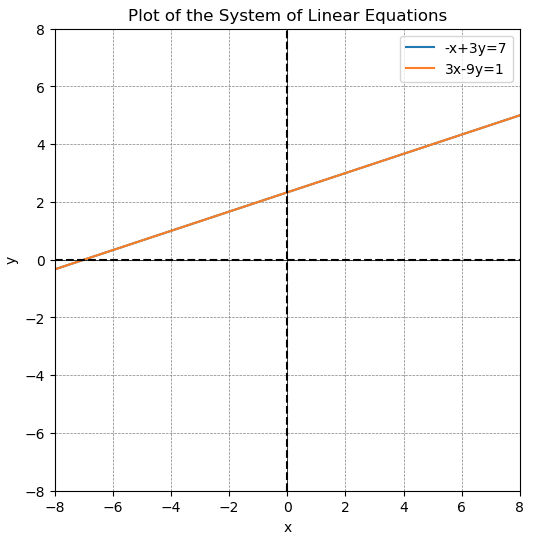 Plot of the System of Linear Equations
-x+3y=7
3x-9y=1
8
6
4
2
0
−2
−4
−6
−8
y
−8 −6 −4 −2 0 2 4 6 8
x